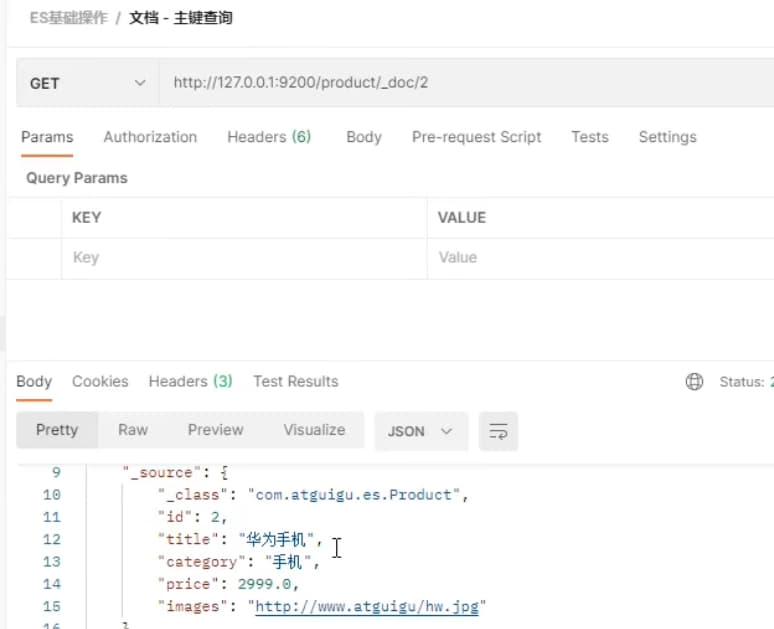 ES基础操作 / 文档 - 主键查询
GET http://127.0.0.1:9200/product/_doc/2
Params Authorization Headers (6) Body Pre-request Script Tests Settings
Query Params
KEY VALUE
Key Value
Body Cookies Headers (3) Test Results Status:
Pretty Raw Preview Visualize JSON
9 "_source": {
10 "_class": "com.atguigu.es.Product",
11 "id": 2,
12 "title": "华为手机",
13 "category": "手机",
14 "price": 2999.0,
15 "images": "http://www.atguigu/hw.jpg"